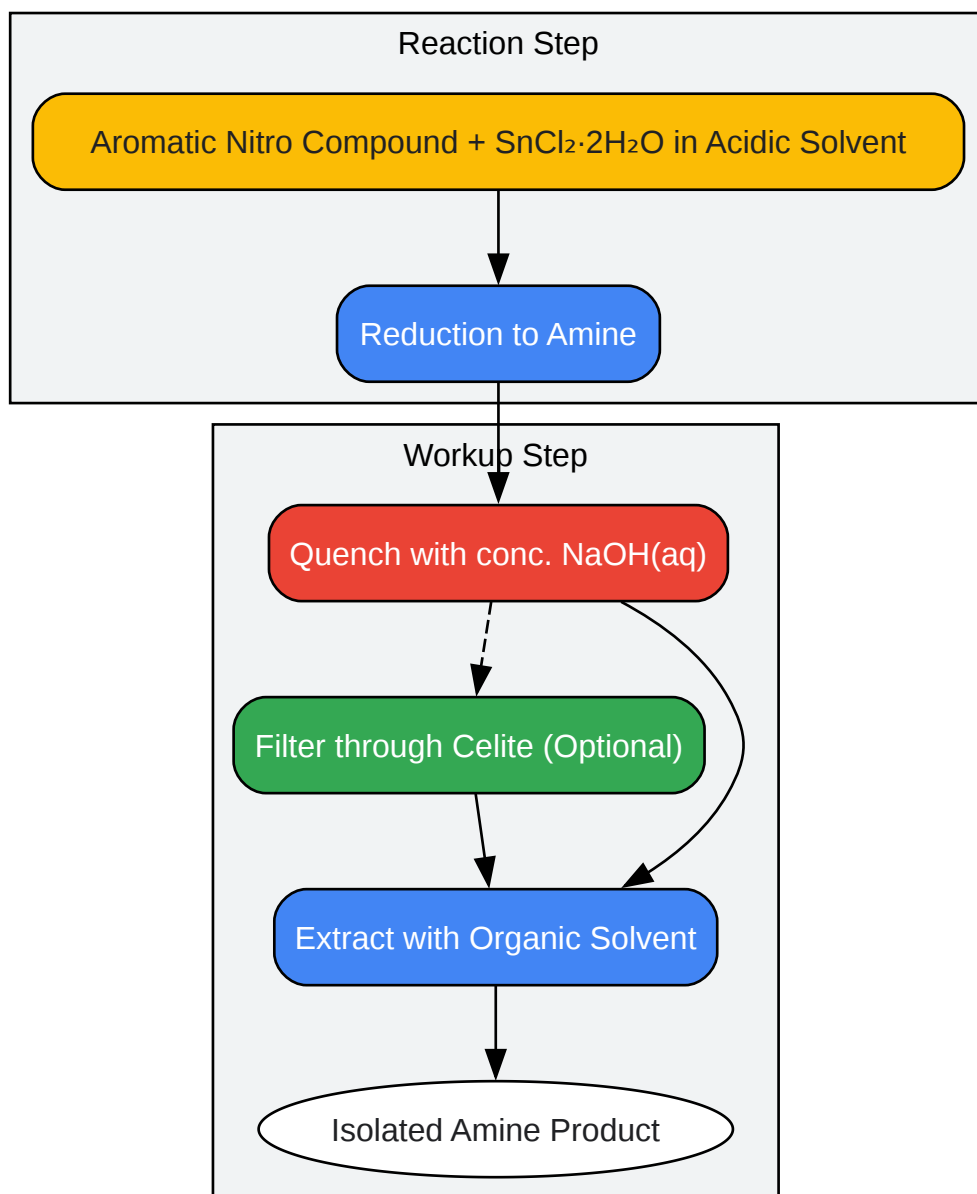 Reaction Step
Aromatic Nitro Compound + SnCl₂·2H₂O in Acidic Solvent
Reduction to Amine
Workup Step
Quench with conc. NaOH(aq)
Filter through Celite (Optional)
Extract with Organic Solvent
Isolated Amine Product